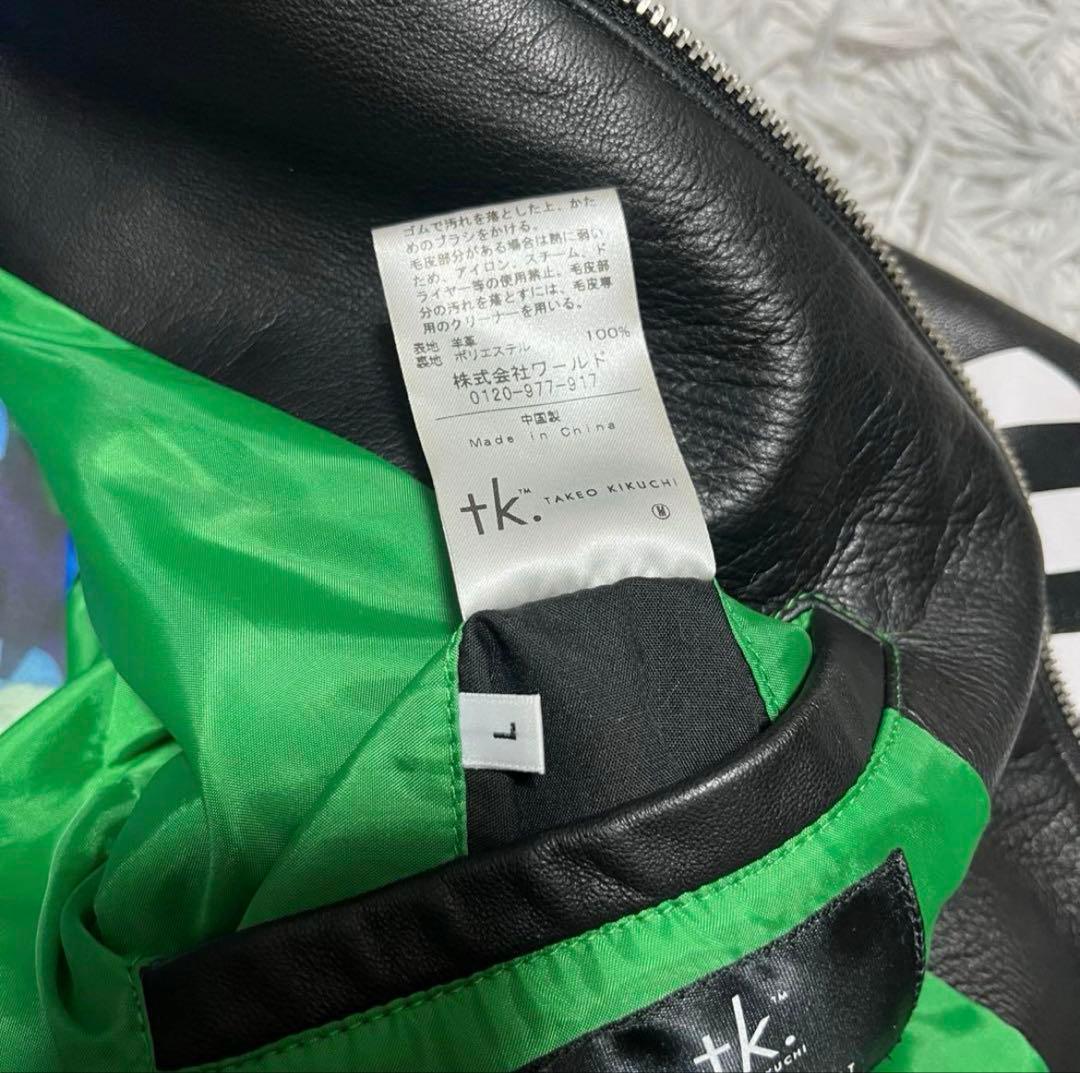 ゴムで汚れを落とした上、かた
めのブラシをかける。
毛皮部分がある場合は熱に弱い
ため、アイロン、スチーム、ド
ライヤー等の使用禁止。毛皮部
分の汚れを落とすには、毛皮専
用のクリーナーを用いる。
表地 羊革
裏地 ポリエステル 100%
株式会社ワールド
0120-977-917
中国製
Made in China
tk.™ TAKEO KIKUCHI
Ⓜ
L
tk.™
KIKUCHI